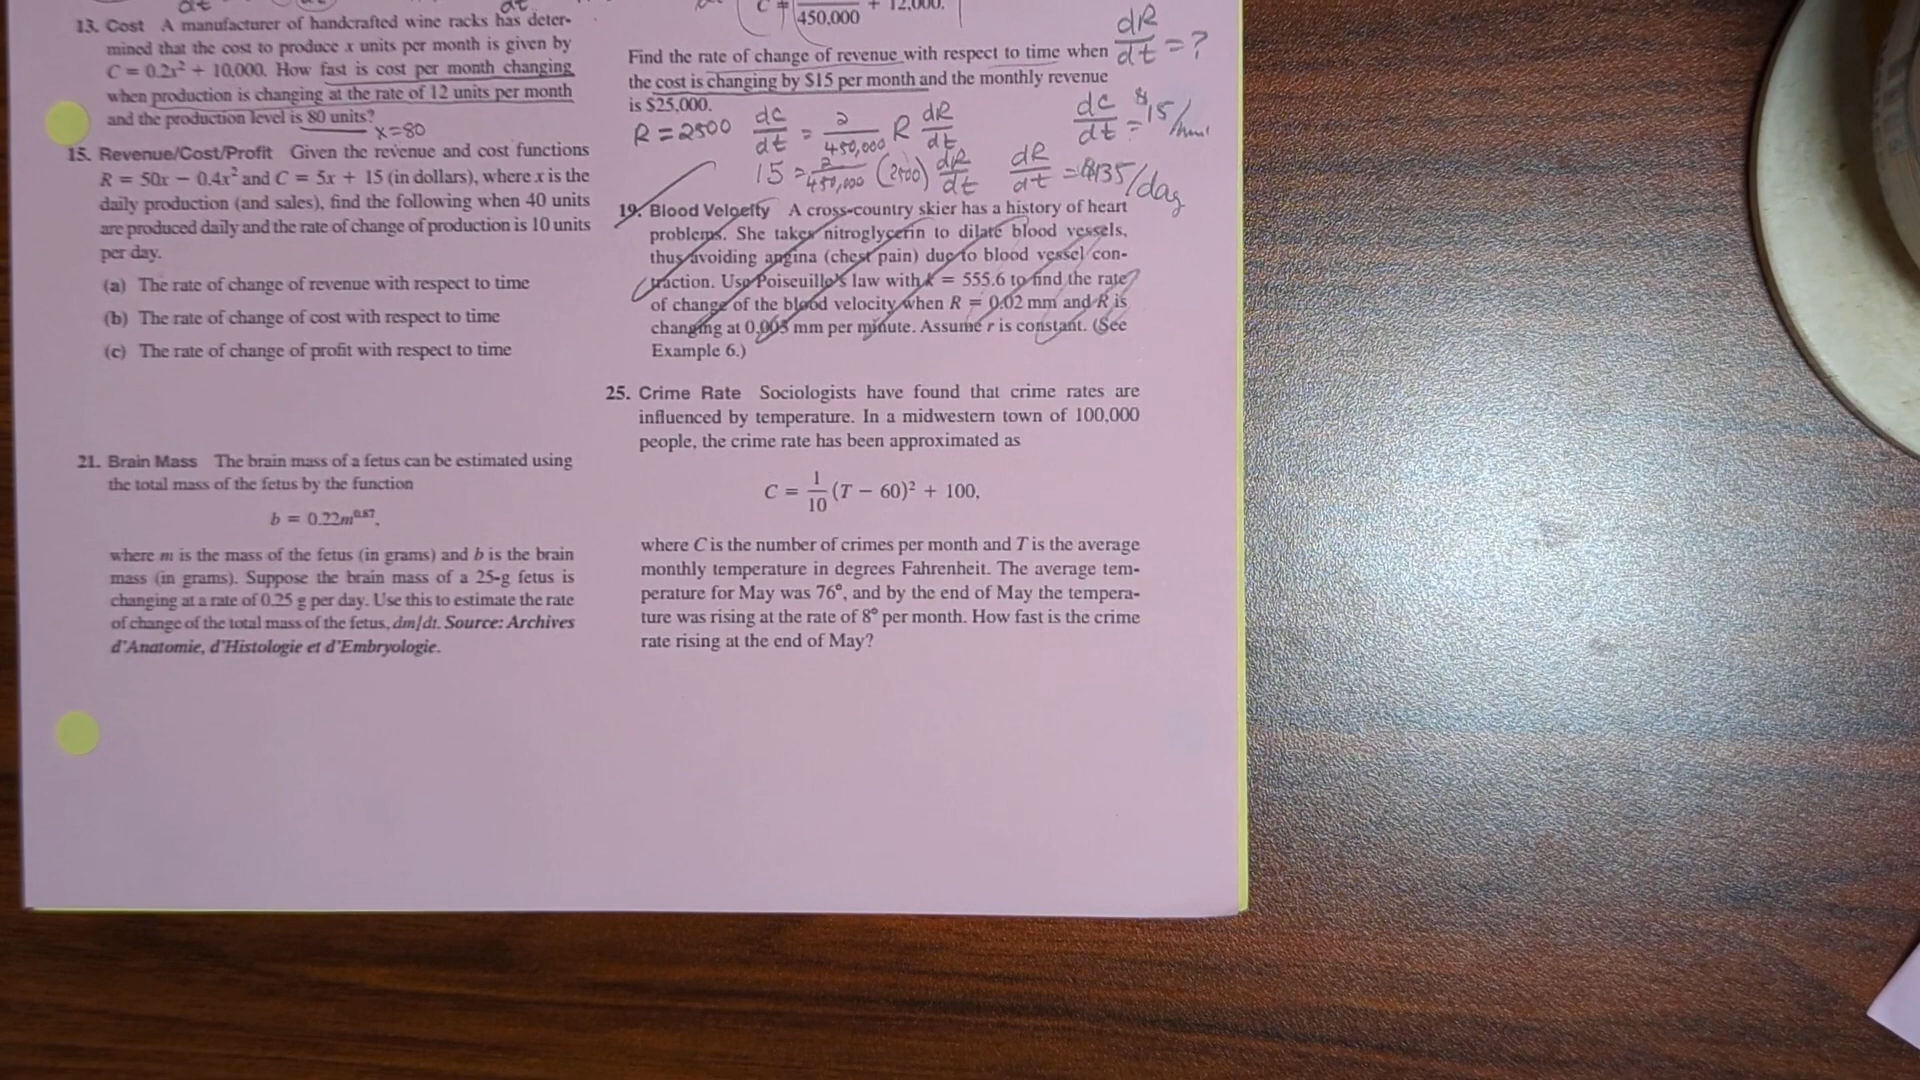 13. Cost A manufacturer of handcrafted wine racks has deter-
mined that the cost to produce x units per month is given by
C = 0.2x² + 10,000. How fast is cost per month changing
when production is changing at the rate of 12 units per month
and the production level is 80 units?
x=80
15. Revenue/Cost/Profit Given the revenue and cost functions
R = 50x − 0.4x² and C = 5x + 15 (in dollars), where x is the
daily production (and sales), find the following when 40 units
are produced daily and the rate of change of production is 10 units
per day.
(a) The rate of change of revenue with respect to time
(b) The rate of change of cost with respect to time
(c) The rate of change of profit with respect to time
21. Brain Mass The brain mass of a fetus can be estimated using
the total mass of the fetus by the function
b = 0.22m^0.87,
where m is the mass of the fetus (in grams) and b is the brain
mass (in grams). Suppose the brain mass of a 25-g fetus is
changing at a rate of 0.25 g per day. Use this to estimate the rate
of change of the total mass of the fetus, dm/dt. Source: Archives
d'Anatomie, d'Histologie et d'Embryologie.
450,000 + 12,000.
Find the rate of change of revenue with respect to time when
dR/dt = ?
the cost is changing by $15 per month and the monthly revenue
is $25,000.
R = 2500 dC/dt = 2/450,000 R dR/dt
dC/dt = $15/
15 = 2/450,000 (2500) dR/dt dR/dt = $135/day
19. Blood Velocity A cross-country skier has a history of heart
problems. She takes nitroglycerin to dilate blood vessels,
thus avoiding angina (chest pain) due to blood vessel con-
traction. Use Poiseuille's law with k = 555.6 to find the rate
of change of the blood velocity when R = 0.02 mm and R is
changing at 0.003 mm per minute. Assume r is constant. (See
Example 6.)
25. Crime Rate Sociologists have found that crime rates are
influenced by temperature. In a midwestern town of 100,000
people, the crime rate has been approximated as
C = 1/10 (T − 60)² + 100,
where C is the number of crimes per month and T is the average
monthly temperature in degrees Fahrenheit. The average tem-
perature for May was 76°, and by the end of May the tempera-
ture was rising at the rate of 8° per month. How fast is the crime
rate rising at the end of May?